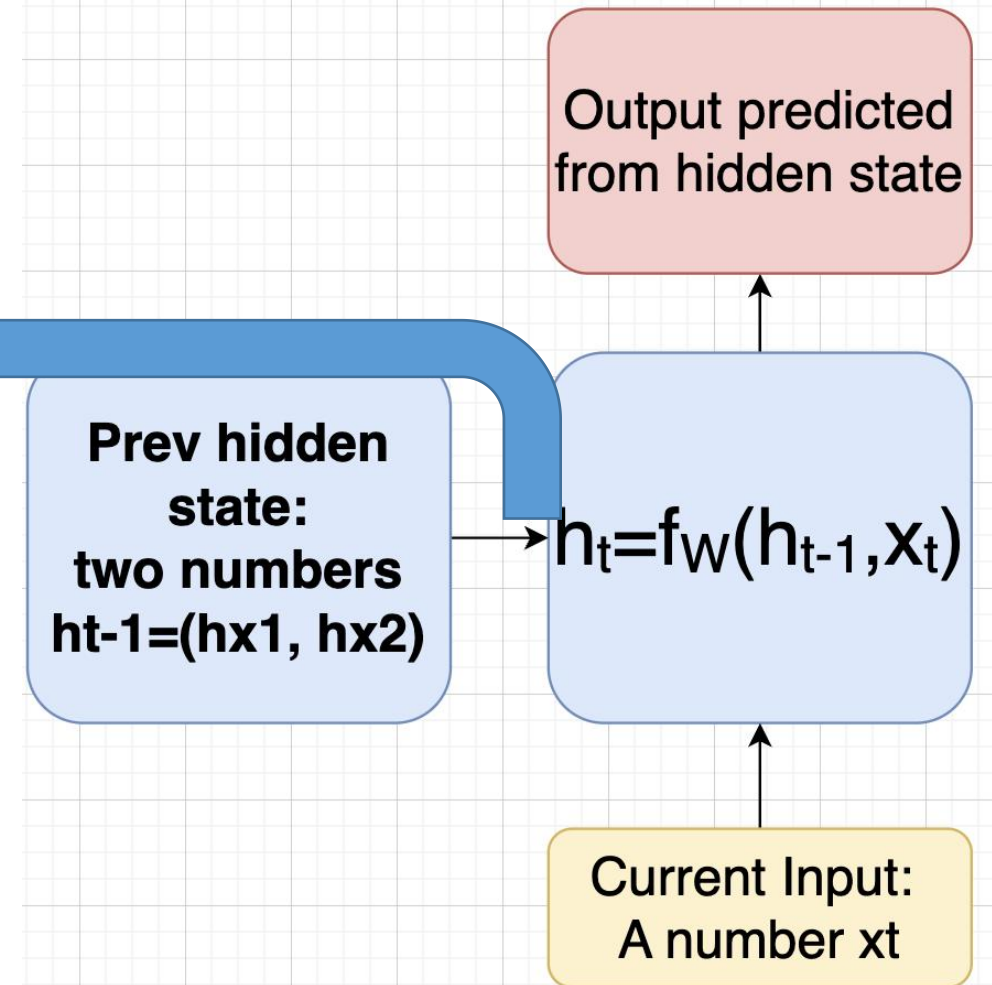 Output predicted
from hidden state
Prev hidden
state:
two numbers
ht-1=(hx1, hx2)
hₜ=fW(hₜ₋₁,xₜ)
Current Input:
A number xt